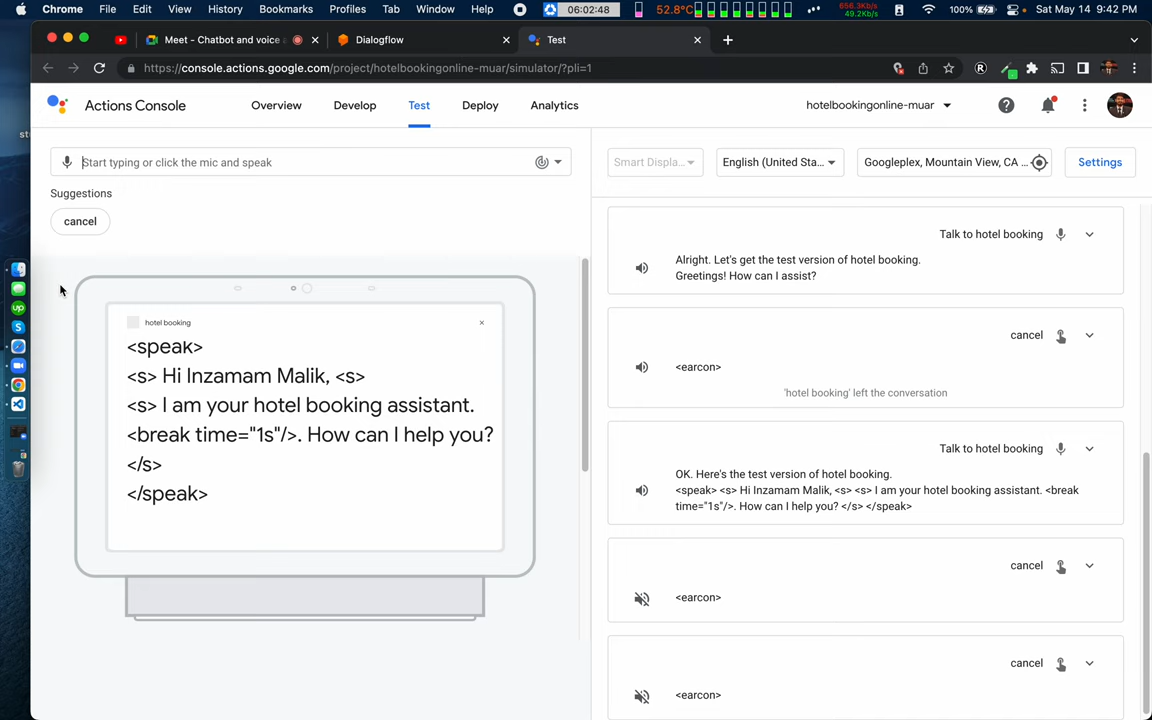 Chrome File Edit View History Bookmarks Profiles Tab Window Help 06:02:48 52.8°C 656.3Kb/s 49.2Kb/s 100% Sat May 14 9:42 PM
Meet - Chatbot and voice
Dialogflow
Test
https://console.actions.google.com/project/hotelbookingonline-muar/simulator/?pli=1
Actions Console Overview Develop Test Deploy Analytics hotelbookingonline-muar
Start typing or click the mic and speak
Smart Displa... English (United Sta... Googleplex, Mountain View, CA ... Settings
Suggestions
cancel
hotel booking
<speak>
<s> Hi Inzamam Malik, <s>
<s> I am your hotel booking assistant.
<break time="1s"/>. How can I help you?
</s>
</speak>
Talk to hotel booking
Alright. Let's get the test version of hotel booking.
Greetings! How can I assist?
cancel
<earcon>
'hotel booking' left the conversation
Talk to hotel booking
OK. Here's the test version of hotel booking.
<speak> <s> Hi Inzamam Malik, <s> <s> I am your hotel booking assistant. <break
time="1s"/>. How can I help you? </s> </speak>
cancel
<earcon>
cancel
<earcon>